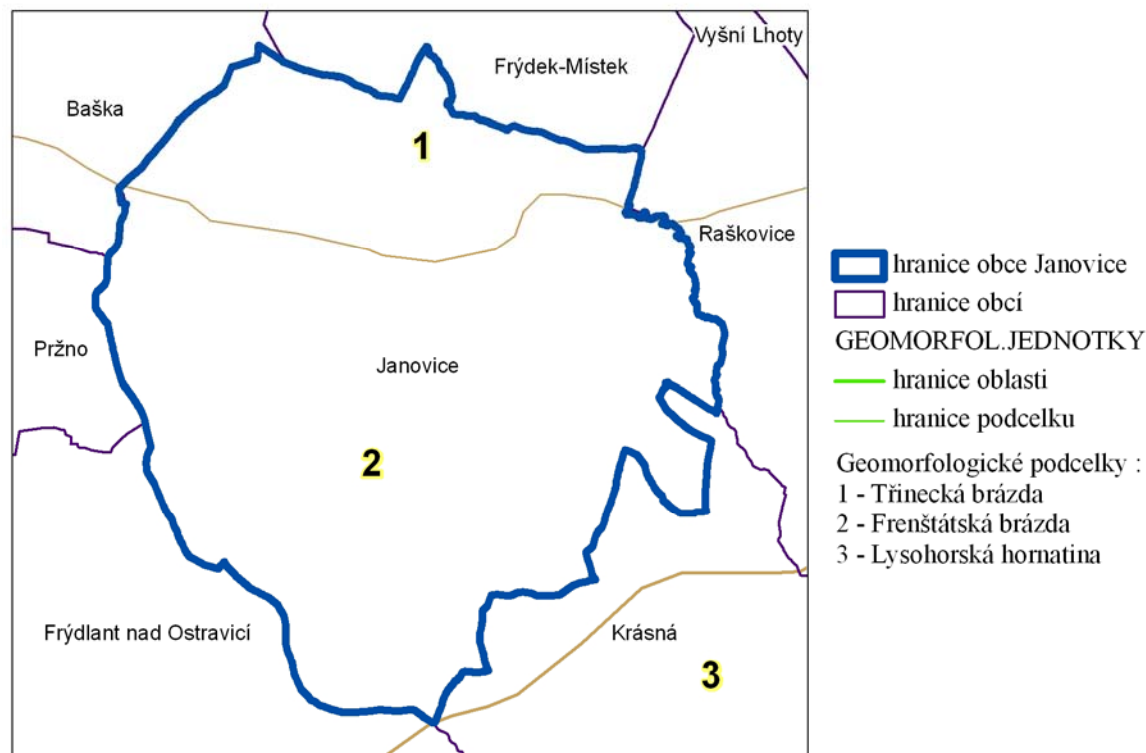 Vyšní Lhoty
Frýdek-Místek
Baška
1
Raškovice
Pržno
Janovice
2
Frýdlant nad Ostravicí
Krásná
3
hranice obce Janovice
hranice obcí
GEOMORFOL.JEDNOTKY
hranice oblasti
hranice podcelku
Geomorfologické podcelky :
1 - Třinecká brázda
2 - Frenštátská brázda
3 - Lysohorská hornatina